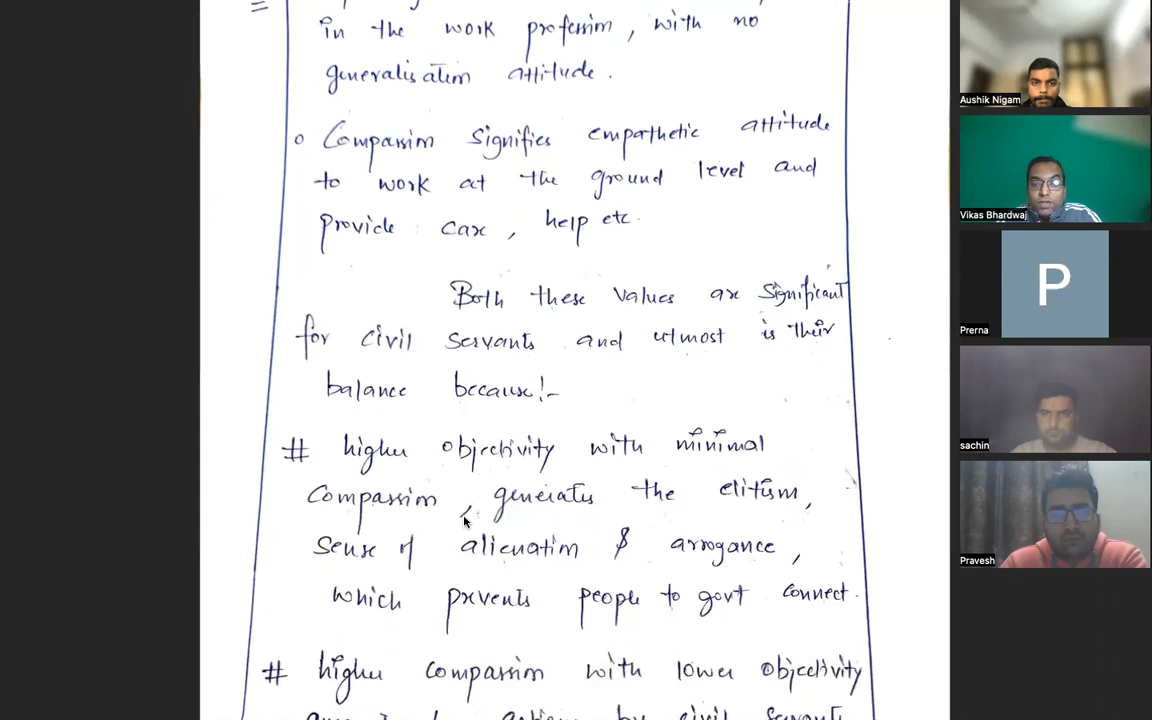 in the work profession, with no
generalisation attitude.
o Compassion signifies empathetic attitude
to work at the ground level and
provide care, help etc.
Both these values are significant
for civil servants and utmost is their
balance because:-
# higher objectivity with minimal
compassion, generates the elitism,
sense of alienation & arrogance,
which prevents people to govt connect.
# higher compassion with lower objectivity
by civil servants
Aushik Nigam
Vikas Bhardwaj
P
Prerna
sachin
Pravesh